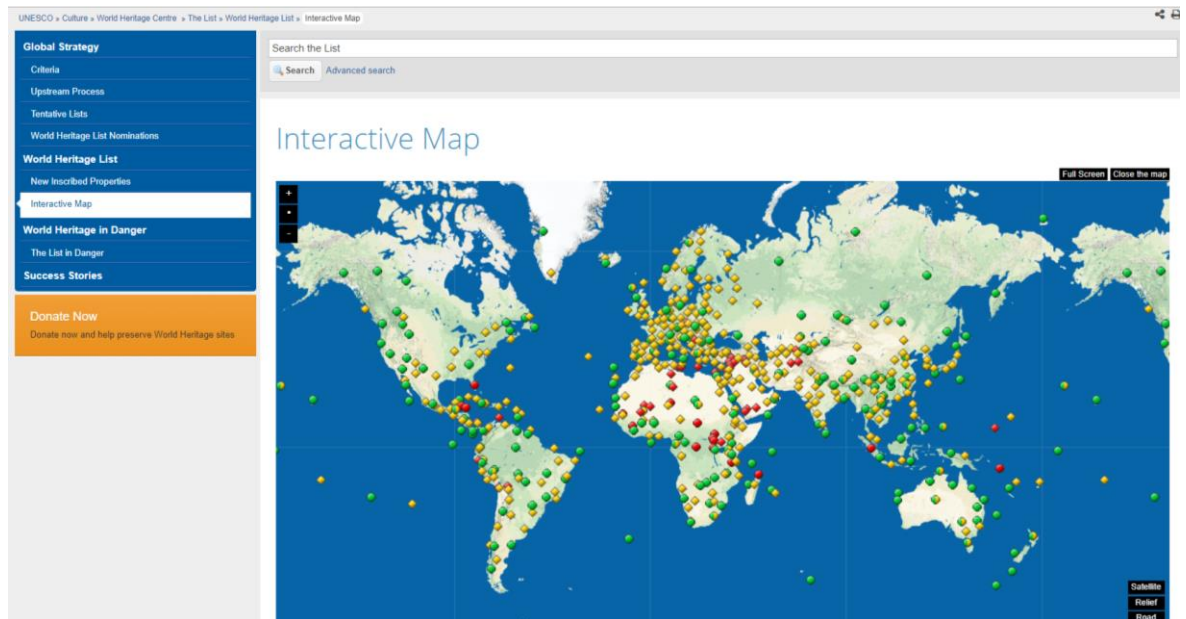 UNESCO » Culture » World Heritage Centre » The List » World Heritage List » Interactive Map
Global Strategy
Criteria
Upstream Process
Tentative Lists
World Heritage List Nominations
World Heritage List
New Inscribed Properties
Interactive Map
World Heritage in Danger
The List in Danger
Success Stories
Donate Now
Donate now and help preserve World Heritage sites
Search the List
Search Advanced search
Interactive Map
Full Screen Close the map
+
-
Satellite
Relief
Road